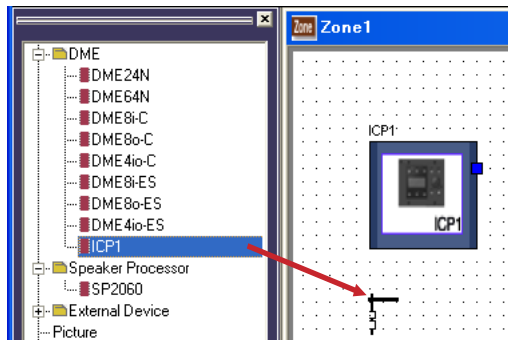 DME
DME24N
DME64N
DME8i-C
DME8o-C
DME4io-C
DME8i-ES
DME8o-ES
DME4io-ES
ICP1
Speaker Processor
SP2060
External Device
Picture
Zone Zone1
ICP1
ICP1